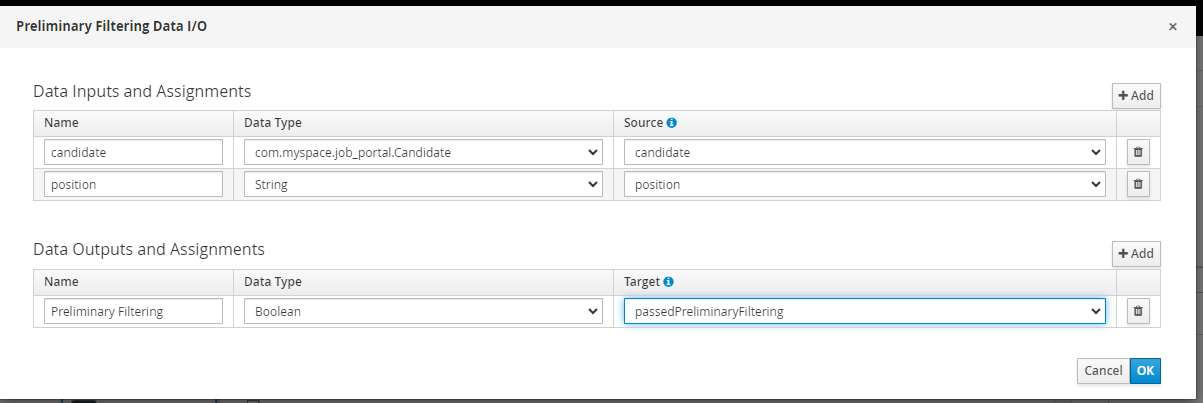 Preliminary Filtering Data I/O
×
Data Inputs and Assignments
+ Add
Name Data Type Source
candidate com.myspace.job_portal.Candidate candidate
position String position
Data Outputs and Assignments
+ Add
Name Data Type Target
Preliminary Filtering Boolean passedPreliminaryFiltering
Cancel OK